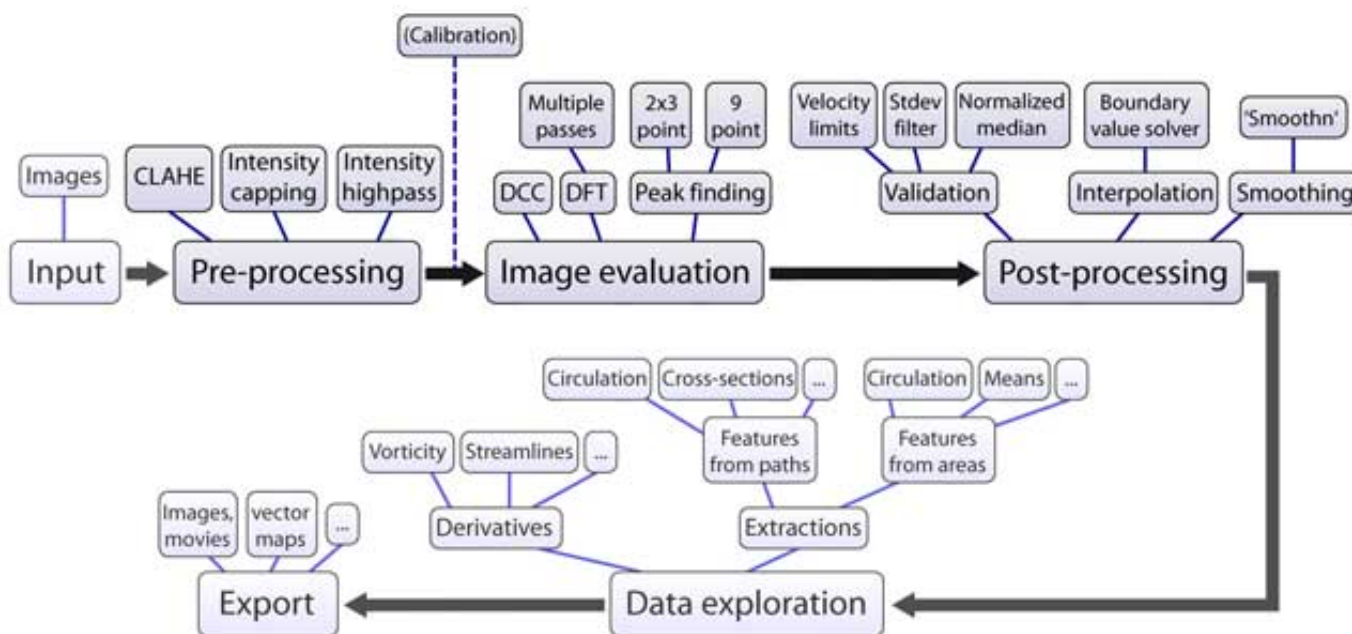 (Calibration)
Multiple
passes
2x3
point
9
point
Velocity
limits
Stdev
filter
Normalized
median
Boundary
value solver
'Smoothn'
Images
CLAHE
Intensity
capping
Intensity
highpass
DCC
DFT
Peak finding
Validation
Interpolation
Smoothing
Input
Pre-processing
Image evaluation
Post-processing
Circulation
Cross-sections
...
Circulation
Means
...
Vorticity
Streamlines
...
Features
from paths
Features
from areas
Images,
movies
vector
maps
...
Derivatives
Extractions
Export
Data exploration